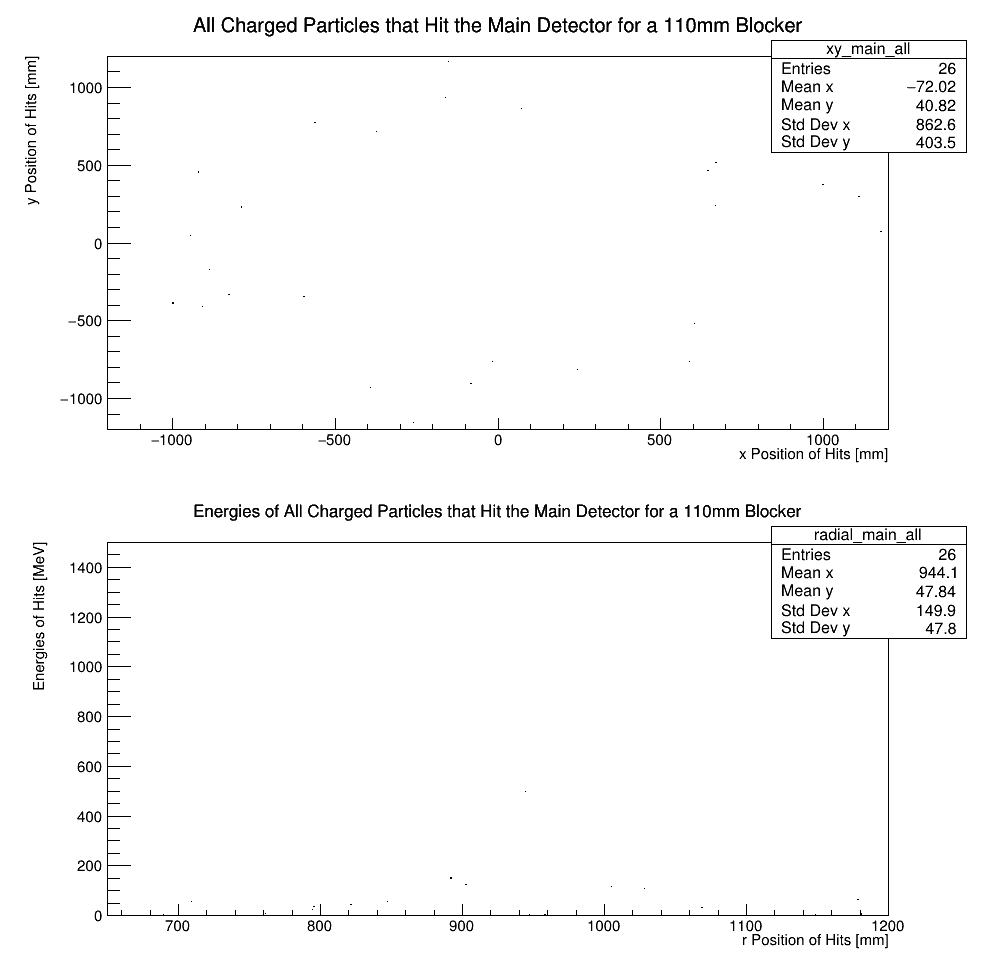 All Charged Particles that Hit the Main Detector for a 110mm Blocker
xy_main_all
Entries 26
Mean x −72.02
Mean y 40.82
Std Dev x 862.6
Std Dev y 403.5
y Position of Hits [mm]
1000
500
0
−500
−1000
−1000 −500 0 500 1000
x Position of Hits [mm]
Energies of All Charged Particles that Hit the Main Detector for a 110mm Blocker
radial_main_all
Entries 26
Mean x 944.1
Mean y 47.84
Std Dev x 149.9
Std Dev y 47.8
Energies of Hits [MeV]
1400
1200
1000
800
600
400
200
0
700 800 900 1000 1100 1200
r Position of Hits [mm]